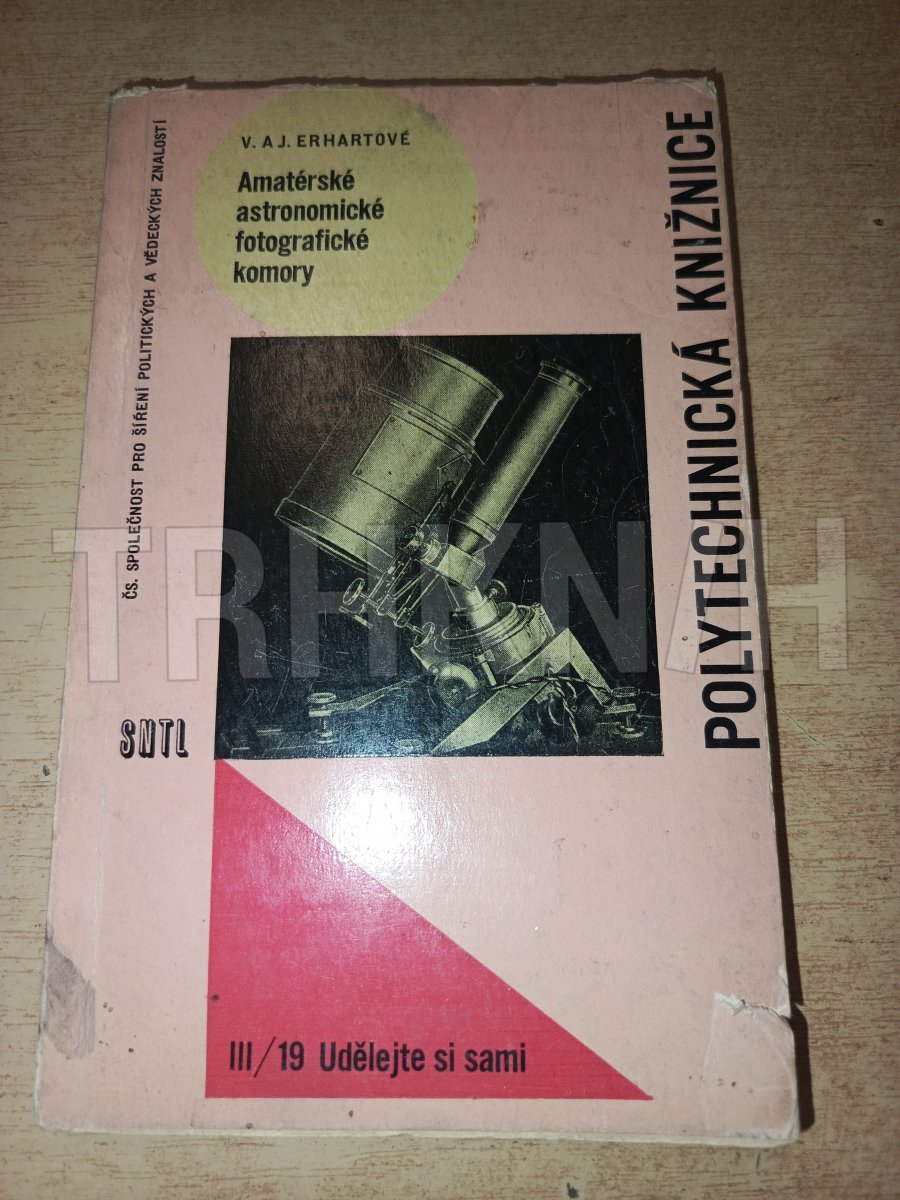 V. A J. ERHARTOVÉ
Amatérské
astronomické
fotografické
komory
ČS. SPOLEČNOST PRO ŠÍŘENÍ POLITICKÝCH A VĚDECKÝCH ZNALOSTÍ
POLYTECHNICKÁ KNIŽNICE
TRHKNIH
SNTL
III/19 Udělejte si sami